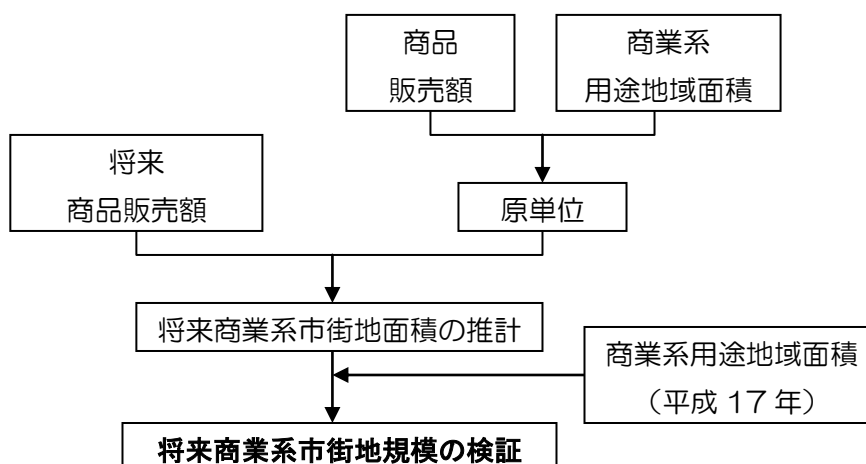 商品
販売額
商業系
用途地域面積
将来
商品販売額
原単位
将来商業系市街地面積の推計
商業系用途地域面積
（平成 17 年）
将来商業系市街地規模の検証